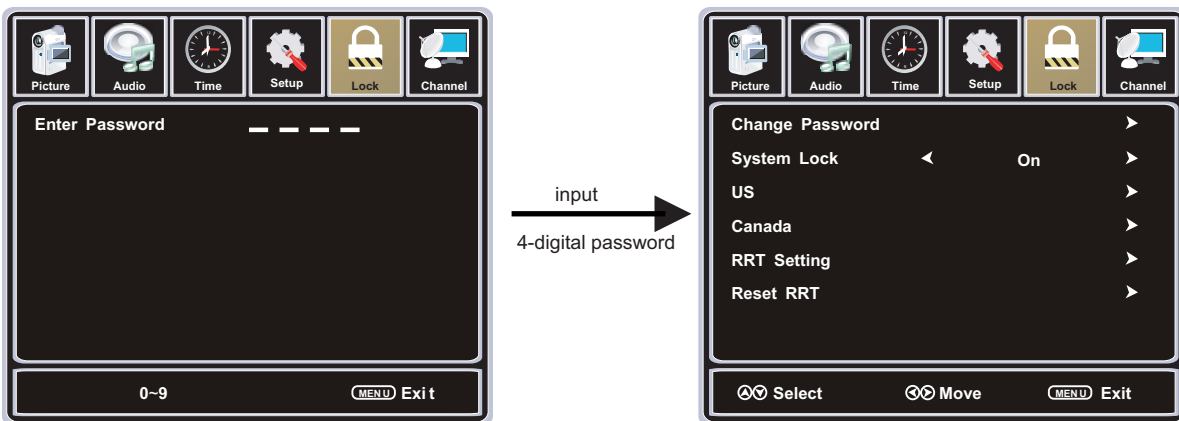 Picture Audio Time Setup Lock Channel
Enter Password _ _ _ _
0~9 MENU Exit
input
4-digital password
Picture Audio Time Setup Lock Channel
Change Password
System Lock On
US
Canada
RRT Setting
Reset RRT
Select Move MENU Exit